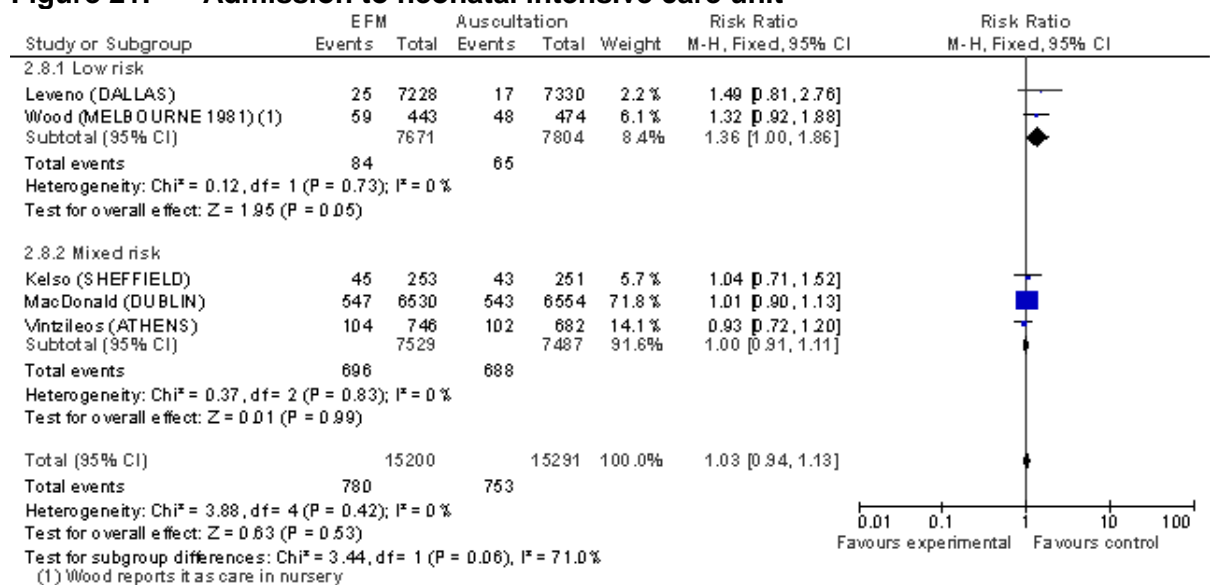 Figure 21. Admission to neonatal intensive care unit
EFM Auscultation Risk Ratio Risk Ratio
Study or Subgroup Events Total Events Total Weight M-H, Fixed, 95% CI M-H, Fixed, 95% CI
2.8.1 Low risk
Leveno (DALLAS) 25 7228 17 7330 2.2% 1.49 [0.81, 2.76]
Wood (MELBOURNE 1981) (1) 59 443 48 474 6.1% 1.32 [0.92, 1.88]
Subtotal (95% CI) 7671 7804 8.4% 1.36 [1.00, 1.86]
Total events 84 65
Heterogeneity: Chi² = 0.12, df = 1 (P = 0.73); I² = 0%
Test for overall effect: Z = 1.95 (P = 0.05)
2.8.2 Mixed risk
Kelso (SHEFFIELD) 45 253 43 251 5.7% 1.04 [0.71, 1.52]
MacDonald (DUBLIN) 547 6530 543 6554 71.8% 1.01 [0.90, 1.13]
Vintzileos (ATHENS) 104 746 102 682 14.1% 0.93 [0.72, 1.20]
Subtotal (95% CI) 7529 7487 91.6% 1.00 [0.91, 1.11]
Total events 696 688
Heterogeneity: Chi² = 0.37, df = 2 (P = 0.83); I² = 0%
Test for overall effect: Z = 0.01 (P = 0.99)
Total (95% CI) 15200 15291 100.0% 1.03 [0.94, 1.13]
Total events 780 753
Heterogeneity: Chi² = 3.88, df = 4 (P = 0.42); I² = 0%
Test for overall effect: Z = 0.63 (P = 0.53)
Test for subgroup differences: Chi² = 3.44, df = 1 (P = 0.06), I² = 71.0%
(1) Wood reports it as care in nursery
0.01 0.1 1 10 100
Favours experimental Favours control